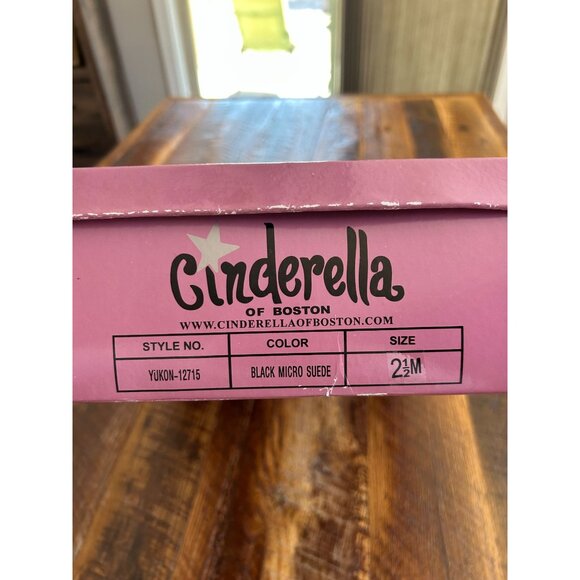 Cinderella
OF BOSTON
WWW.CINDERELLAOFBOSTON.COM
STYLE NO. COLOR SIZE
YUKON-12715 BLACK MICRO SUEDE 2½M